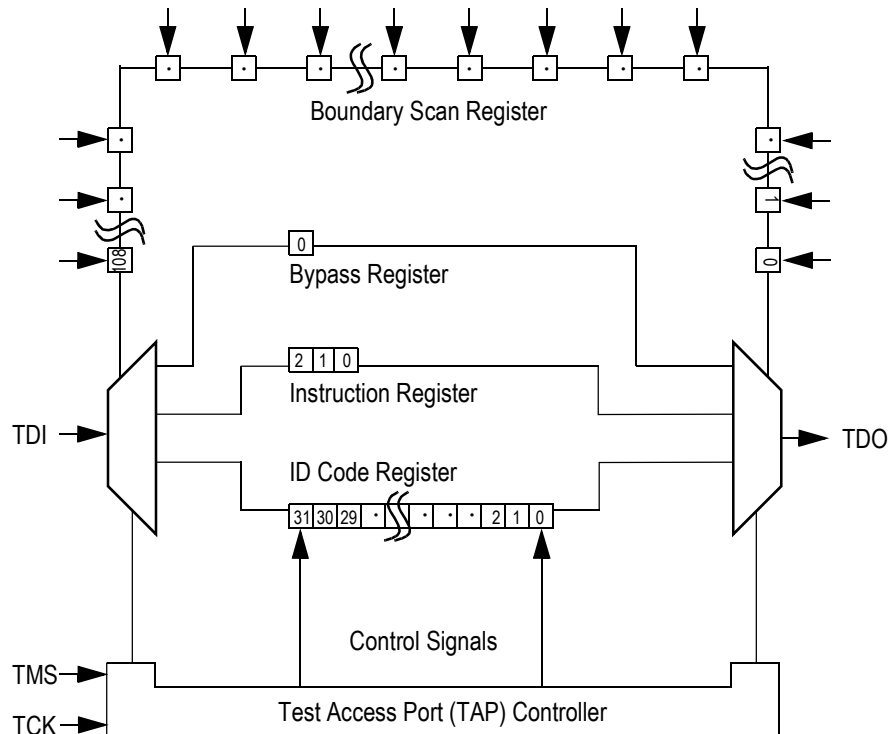 Boundary Scan Register
1
108
0
0
Bypass Register
2 1 0
Instruction Register
TDI
TDO
ID Code Register
31 30 29 · · · · 2 1 0
Control Signals
TMS
Test Access Port (TAP) Controller
TCK